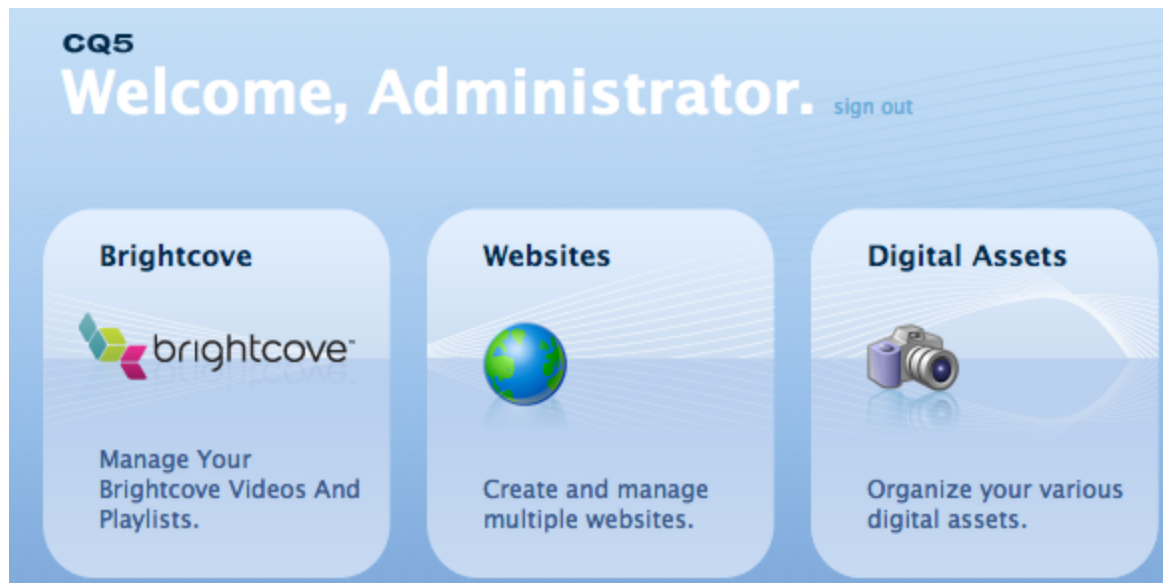 CQ5
Welcome, Administrator. sign out
Brightcove
brightcove™
Manage Your
Brightcove Videos And
Playlists.
Websites
Create and manage
multiple websites.
Digital Assets
Organize your various
digital assets.